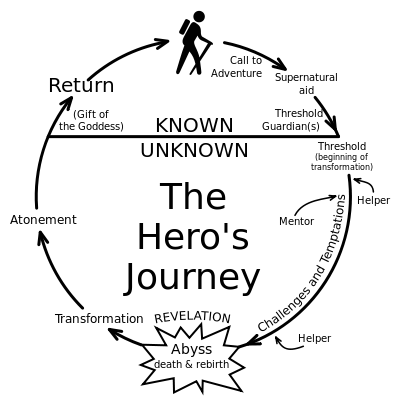 Call to
Adventure
Supernatural
aid
Return
(Gift of
the Goddess)
Threshold
Guardian(s)
KNOWN
UNKNOWN
Threshold
(beginning of
transformation)
Helper
Mentor
Challenges and Temptations
The
Hero's
Journey
Atonement
Transformation
REVELATION
Abyss
death & rebirth
Helper